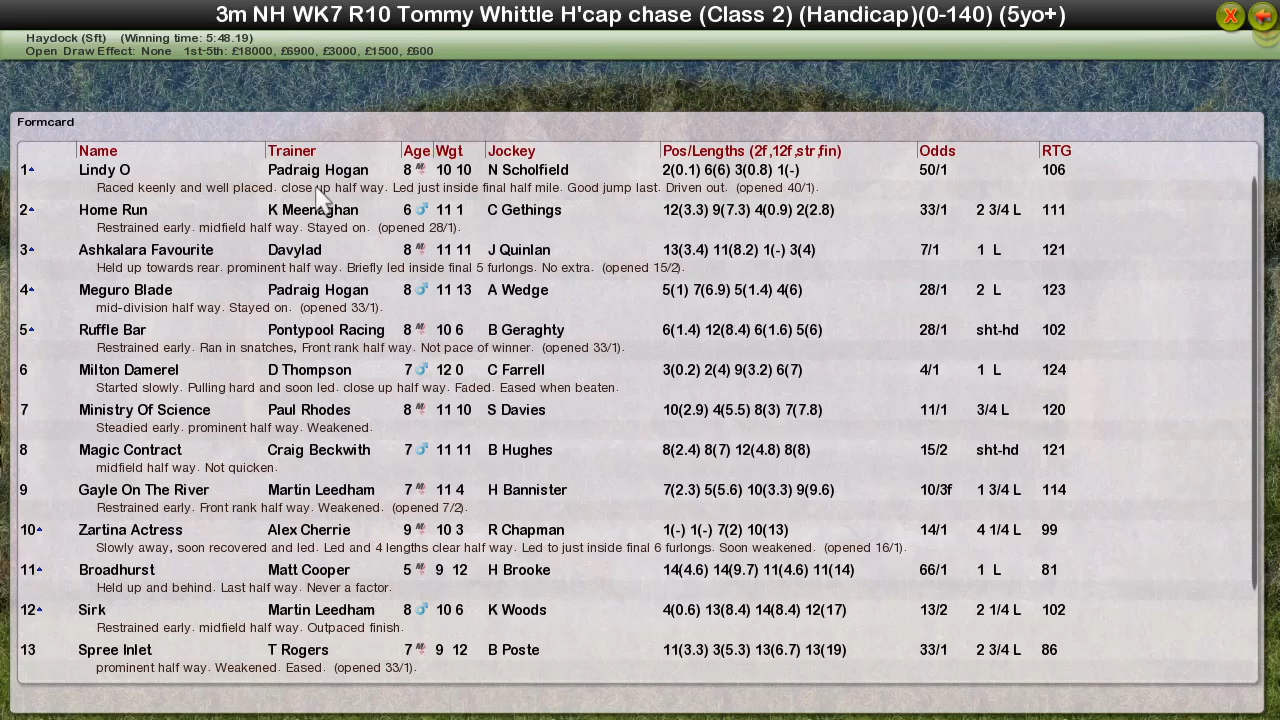 3m NH WK7 R10 Tommy Whittle H'cap chase (Class 2) (Handicap)(0-140) (5yo+)
Haydock (Sft) (Winning time: 5:48.19)
Open Draw Effect: None 1st-5th: £18000, £6900, £3000, £1500, £600
Formcard
Name Trainer Age Wgt Jockey Pos/Lengths (2f,12f,str,fin) Odds RTG
1 Lindy O Padraig Hogan 8 10 10 N Scholfield 2(0.1) 6(6) 3(0.8) 1(-) 50/1 106
Raced keenly and well placed. close up half way. Led just inside final half mile. Good jump last. Driven out. (opened 40/1).
2 Home Run K Meenaghan 6 11 1 C Gethings 12(3.3) 9(7.3) 4(0.9) 2(2.8) 33/1 2 3/4 L 111
Restrained early. midfield half way. Stayed on. (opened 28/1).
3 Ashkalara Favourite Davylad 8 11 11 J Quinlan 13(3.4) 11(8.2) 1(-) 3(4) 7/1 1 L 121
Held up towards rear. prominent half way. Briefly led inside final 5 furlongs. No extra. (opened 15/2).
4 Meguro Blade Padraig Hogan 8 11 13 A Wedge 5(1) 7(6.9) 5(1.4) 4(6) 28/1 2 L 123
mid-division half way. Stayed on. (opened 33/1).
5 Ruffle Bar Pontypool Racing 8 10 6 B Geraghty 6(1.4) 12(8.4) 6(1.6) 5(6) 28/1 sht-hd 102
Restrained early. Ran in snatches, Front rank half way. Not pace of winner. (opened 33/1).
6 Milton Damerel D Thompson 7 12 0 C Farrell 3(0.2) 2(4) 9(3.2) 6(7) 4/1 1 L 124
Started slowly. Pulling hard and soon led. close up half way. Faded. Eased when beaten.
7 Ministry Of Science Paul Rhodes 8 11 10 S Davies 10(2.9) 4(5.5) 8(3) 7(7.8) 11/1 3/4 L 120
Steadied early. prominent half way. Weakened.
8 Magic Contract Craig Beckwith 7 11 11 B Hughes 8(2.4) 8(7) 12(4.8) 8(8) 15/2 sht-hd 121
midfield half way. Not quicken.
9 Gayle On The River Martin Leedham 7 11 4 H Bannister 7(2.3) 5(5.6) 10(3.3) 9(9.6) 10/3f 1 3/4 L 114
Restrained early. Front rank half way. Weakened. (opened 7/2).
10 Zartina Actress Alex Cherrie 9 10 3 R Chapman 1(-) 1(-) 7(2) 10(13) 14/1 4 1/4 L 99
Slowly away, soon recovered and led. Led and 4 lengths clear half way. Led to just inside final 6 furlongs. Soon weakened. (opened 16/1).
11 Broadhurst Matt Cooper 5 9 12 H Brooke 14(4.6) 14(9.7) 11(4.6) 11(14) 66/1 1 L 81
Held up and behind. Last half way. Never a factor.
12 Sirk Martin Leedham 8 10 6 K Woods 4(0.6) 13(8.4) 14(8.4) 12(17) 13/2 2 1/4 L 102
Restrained early. midfield half way. Outpaced finish.
13 Spree Inlet T Rogers 7 9 12 B Poste 11(3.3) 3(5.3) 13(6.7) 13(19) 33/1 2 3/4 L 86
prominent half way. Weakened. Eased. (opened 33/1).